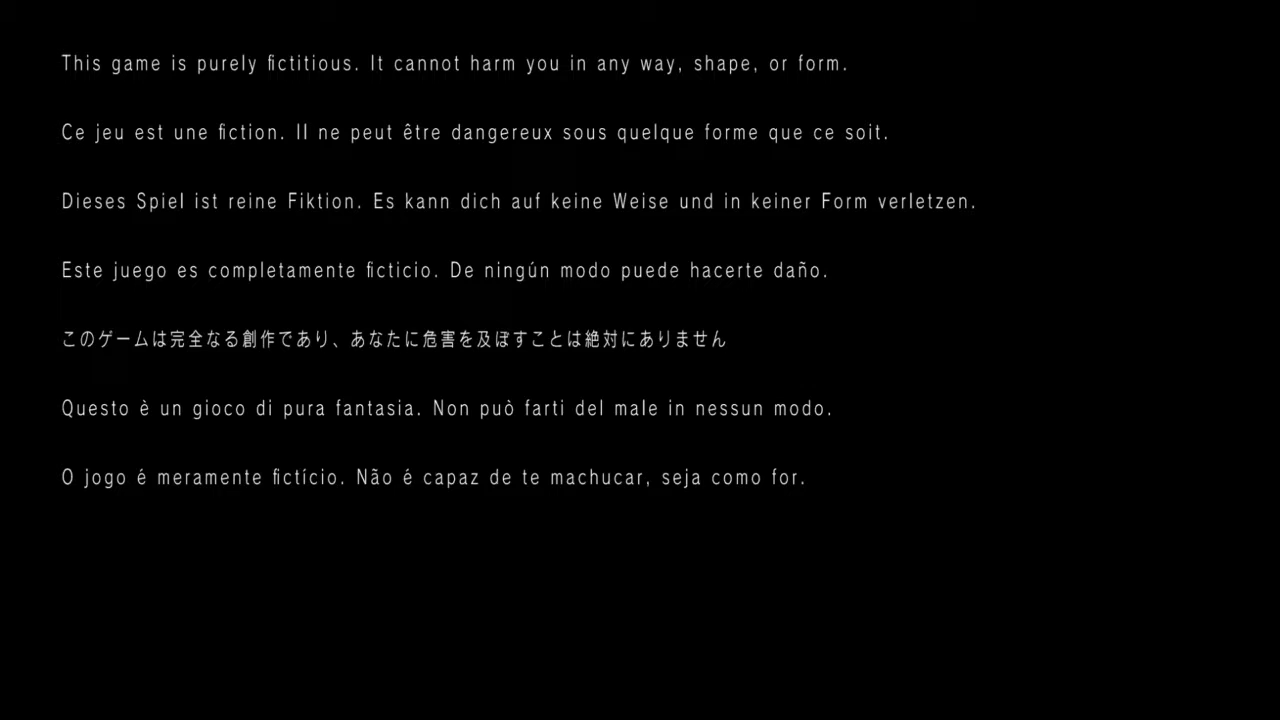 This game is purely fictitious. It cannot harm you in any way, shape, or form.
Ce jeu est une fiction. Il ne peut être dangereux sous quelque forme que ce soit.
Dieses Spiel ist reine Fiktion. Es kann dich auf keine Weise und in keiner Form verletzen.
Este juego es completamente ficticio. De ningún modo puede hacerte daño.
このゲームは完全なる創作であり、あなたに危害を及ぼすことは絶対にありません
Questo è un gioco di pura fantasia. Non può farti del male in nessun modo.
O jogo é meramente fictício. Não é capaz de te machucar, seja como for.